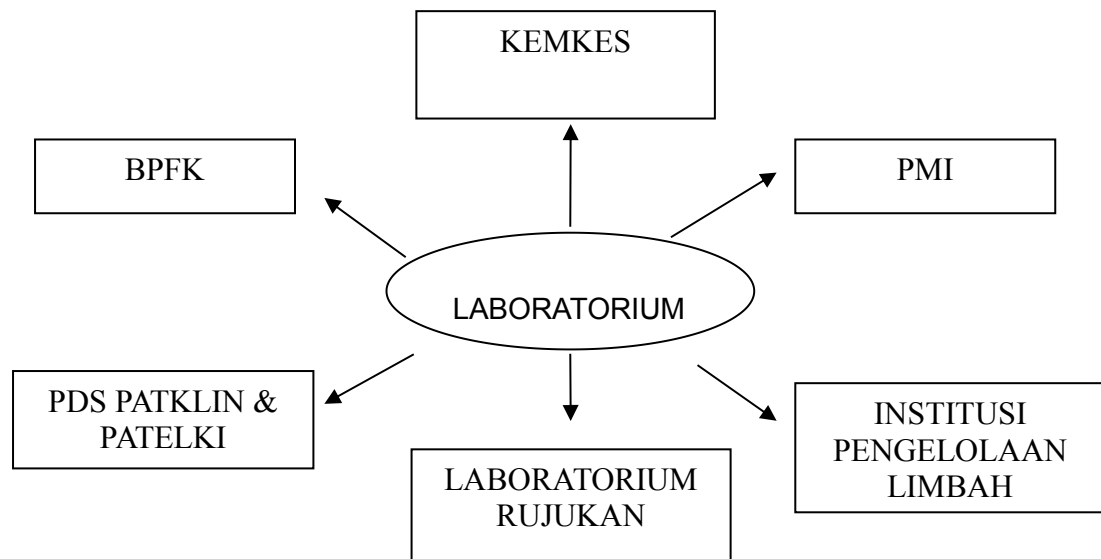 KEMKES
BPFK
PMI
LABORATORIUM
PDS PATKLIN &
PATELKI
LABORATORIUM
RUJUKAN
INSTITUSI
PENGELOLAAN
LIMBAH